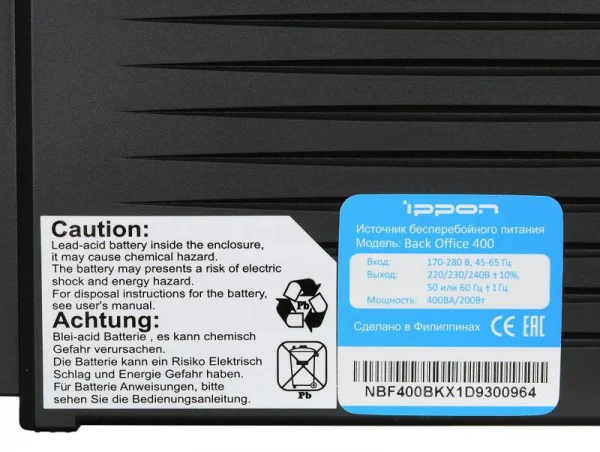 Caution:
Lead-acid battery inside the enclosure,
it may cause chemical hazard.
The battery may presents a risk of electric
shock and energy hazard.
For disposal instructions for the battery,
see user's manual.
Pb
Achtung:
Blei-acid Batterie , es kann chemisch
Gefahr verursachen.
Die Batterie kann ein Risiko Elektrisch
Schlag und Energie Gefahr haben.
Für Batterie Anweisungen, bitte
sehen Sie die Bedienungsanleitung.
Pb
ippon
Источник бесперебойного питания
Модель: Back Office 400
Вход: 170-280 В, 45-65 Гц
Выход: 220/230/240В ±10%,
50 или 60 Гц ±1Гц
Мощность: 400ВА/200Вт
Сделано в Филиппинах CE EAC
NBF400BKX1D9300964